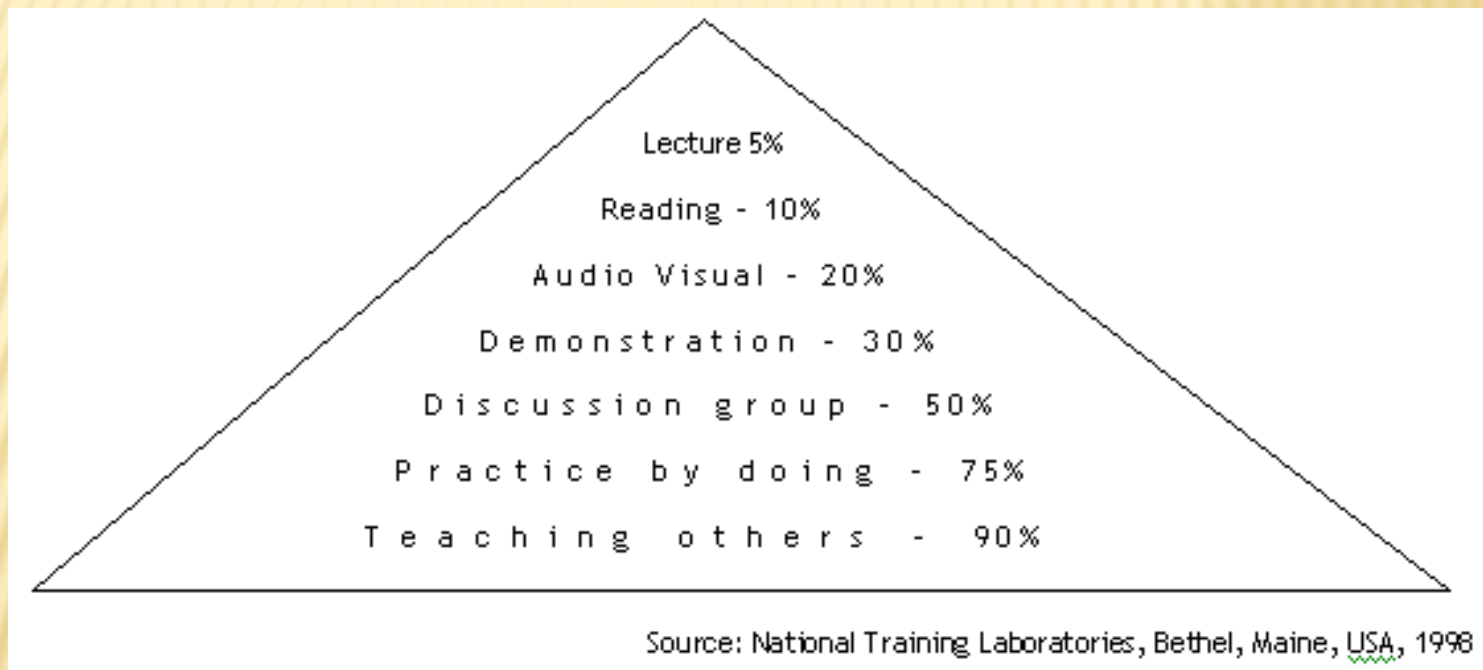 Lecture 5%
Reading - 10%
Audio Visual - 20%
Demonstration - 30%
Discussion group - 50%
Practice by doing - 75%
Teaching others - 90%
Source: National Training Laboratories, Bethel, Maine, USA, 1998